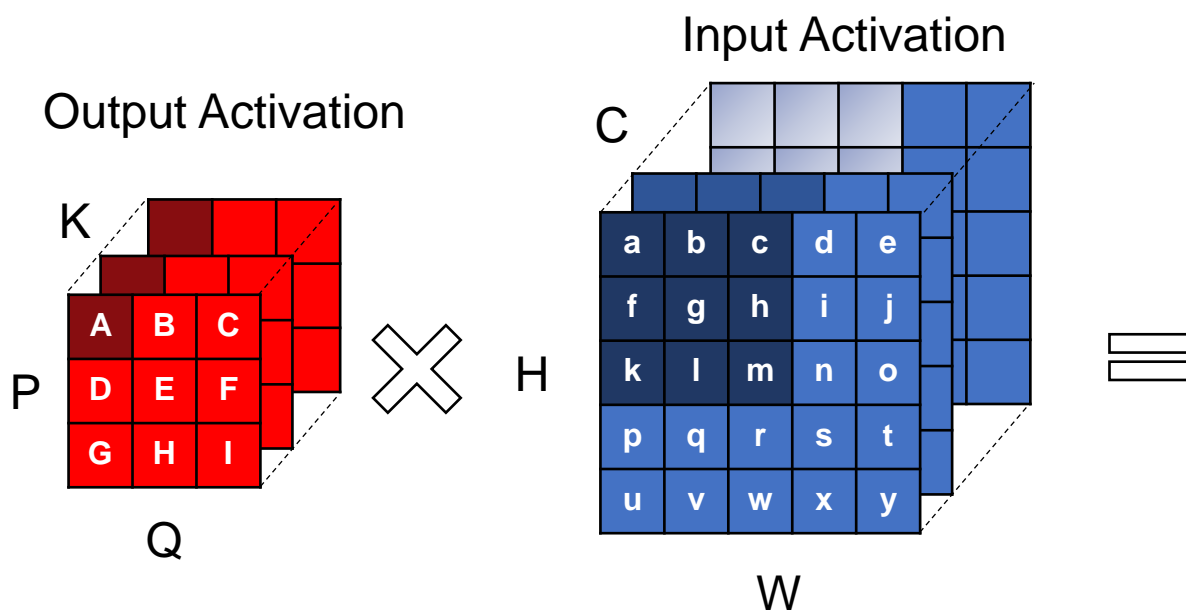 Input Activation
Output Activation
C
K
a b c d e
f g h i j
k l m n o
p q r s t
u v w x y
A B C
D E F
G H I
P
H
Q
W